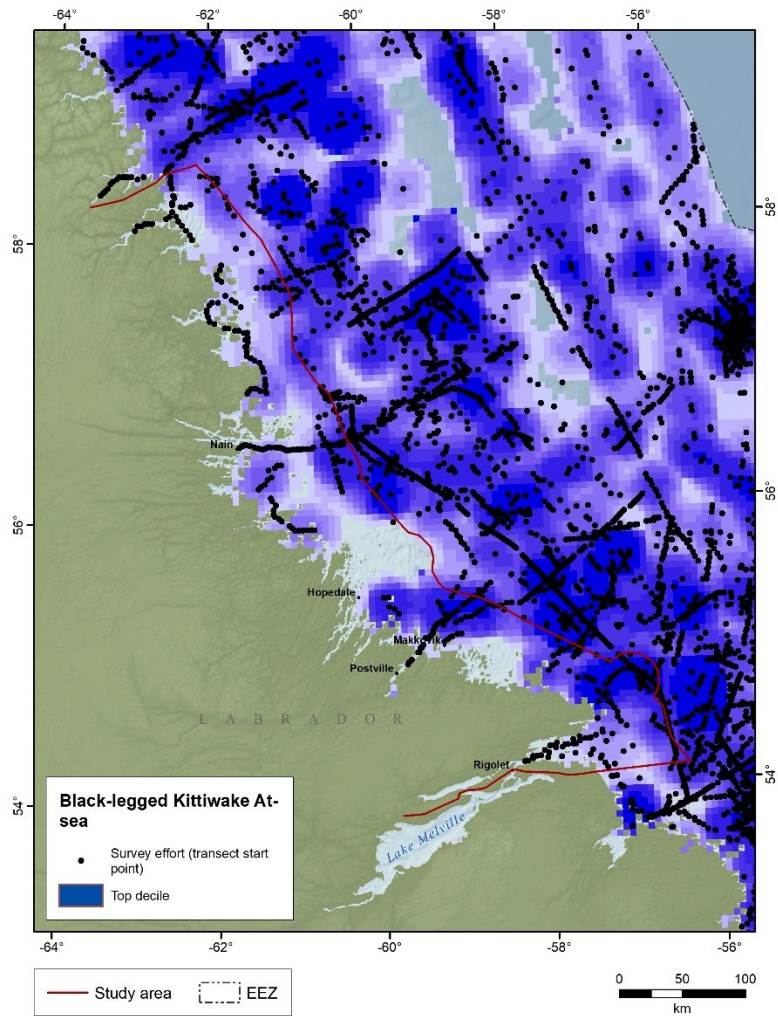 -64° -62° -60° -58° -56°
58° 58°
Nain
56° 56°
Hopedale
Makkovik
Postville
LABRADOR
Rigolet
54° 54°
Lake Melville
Black-legged Kittiwake At-
sea
Survey effort (transect start
point)
Top decile
-64° -62° -60° -58° -56°
Study area EEZ
0 50 100
km